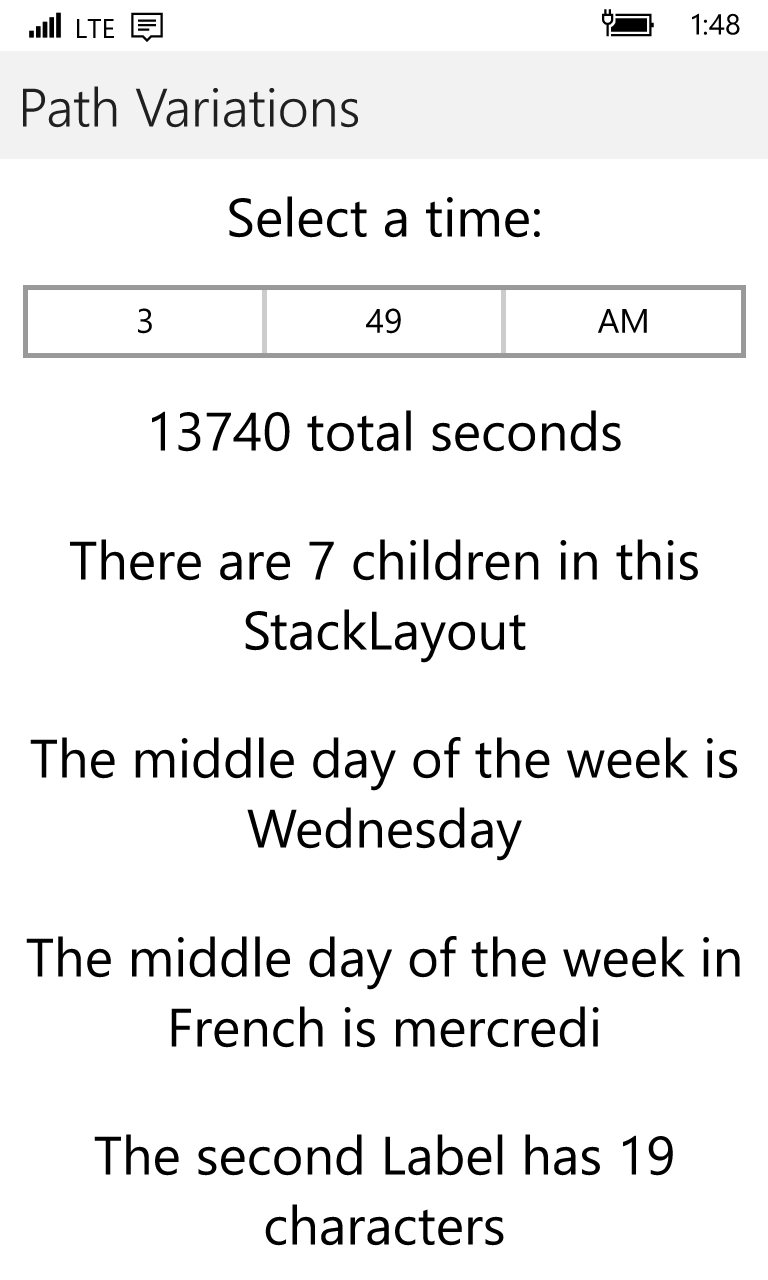 LTE 1:48
Path Variations
Select a time:
3 49 AM
13740 total seconds
There are 7 children in this
StackLayout
The middle day of the week is
Wednesday
The middle day of the week in
French is mercredi
The second Label has 19
characters